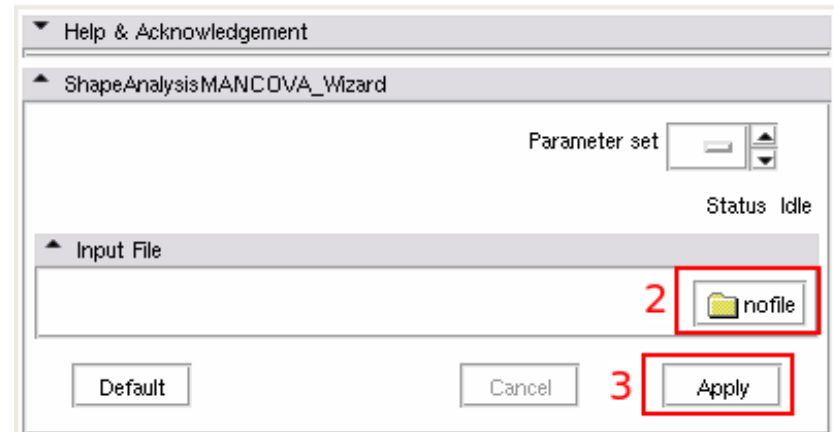 Help & Acknowledgement
ShapeAnalysisMANCOVA_Wizard
Parameter set
Status Idle
Input File
2 nofile
Default Cancel 3 Apply